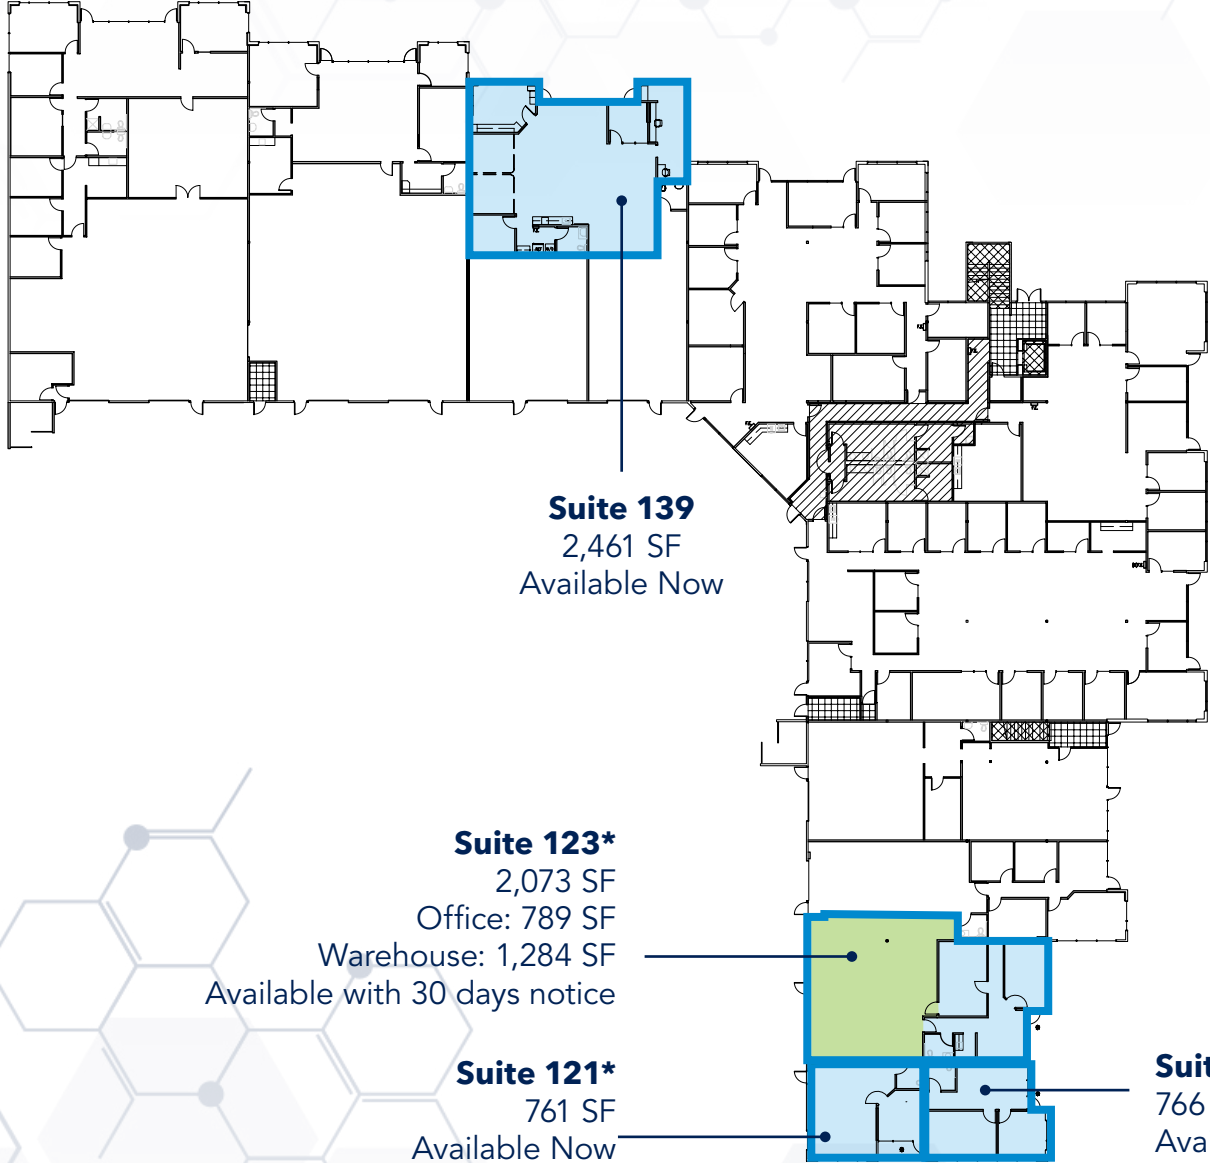 Suite 139
2,461 SF
Available Now
Suite 123*
2,073 SF
Office: 789 SF
Warehouse: 1,284 SF
Available with 30 days notice
Suite 121*
761 SF
Available Now
766